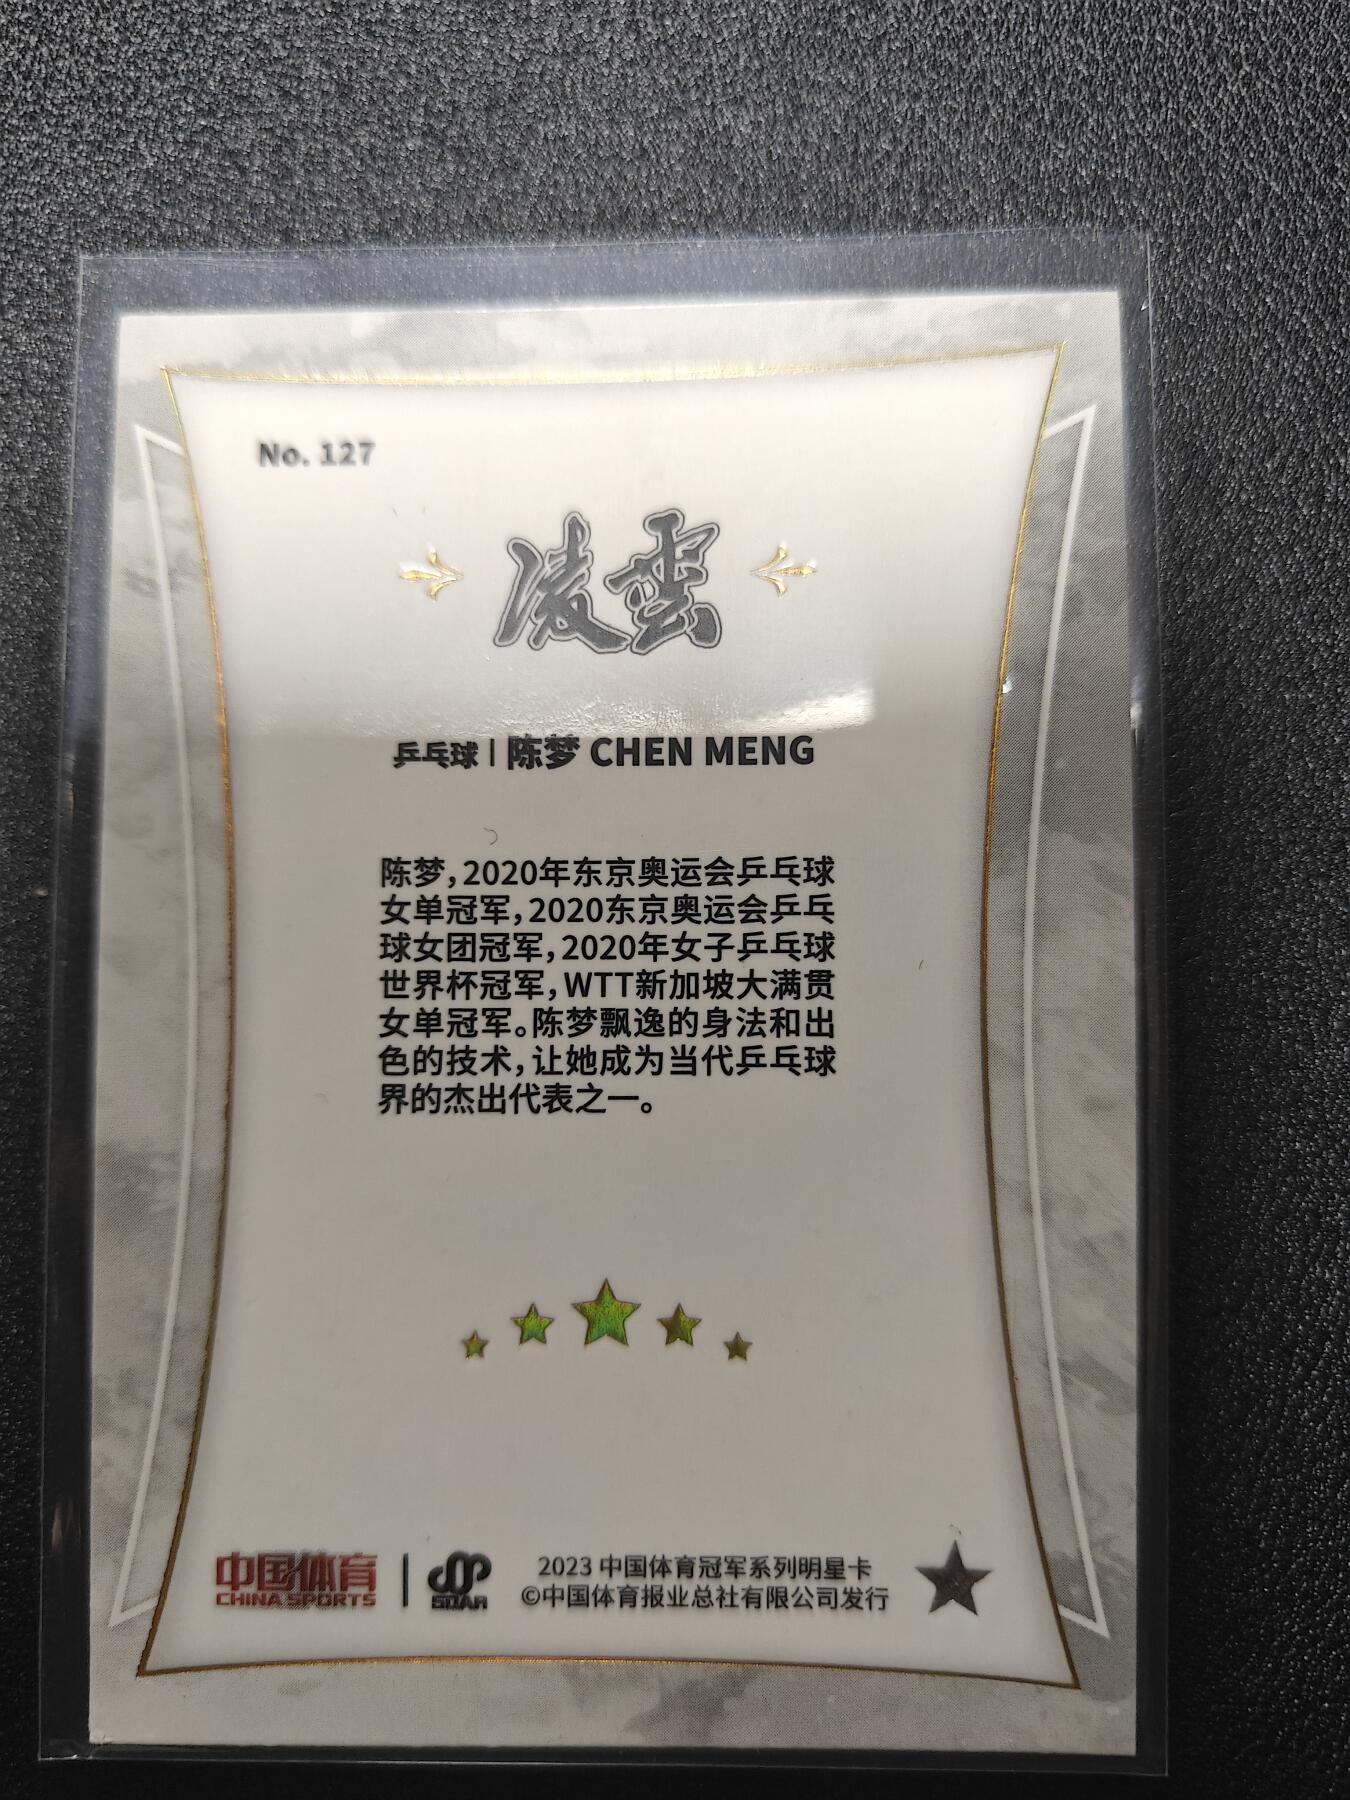 No. 127
凌雲
乒乓球 | 陈梦 CHEN MENG
陈梦,2020年东京奥运会乒乓球
女单冠军,2020东京奥运会乒乓
球女团冠军,2020年女子乒乓球
世界杯冠军,WTT新加坡大满贯
女单冠军。陈梦飘逸的身法和出
色的技术,让她成为当代乒乓球
界的杰出代表之一。
中国体育
CHINA SPORTS
SOAR
2023 中国体育冠军系列明星卡
©中国体育报业总社有限公司发行